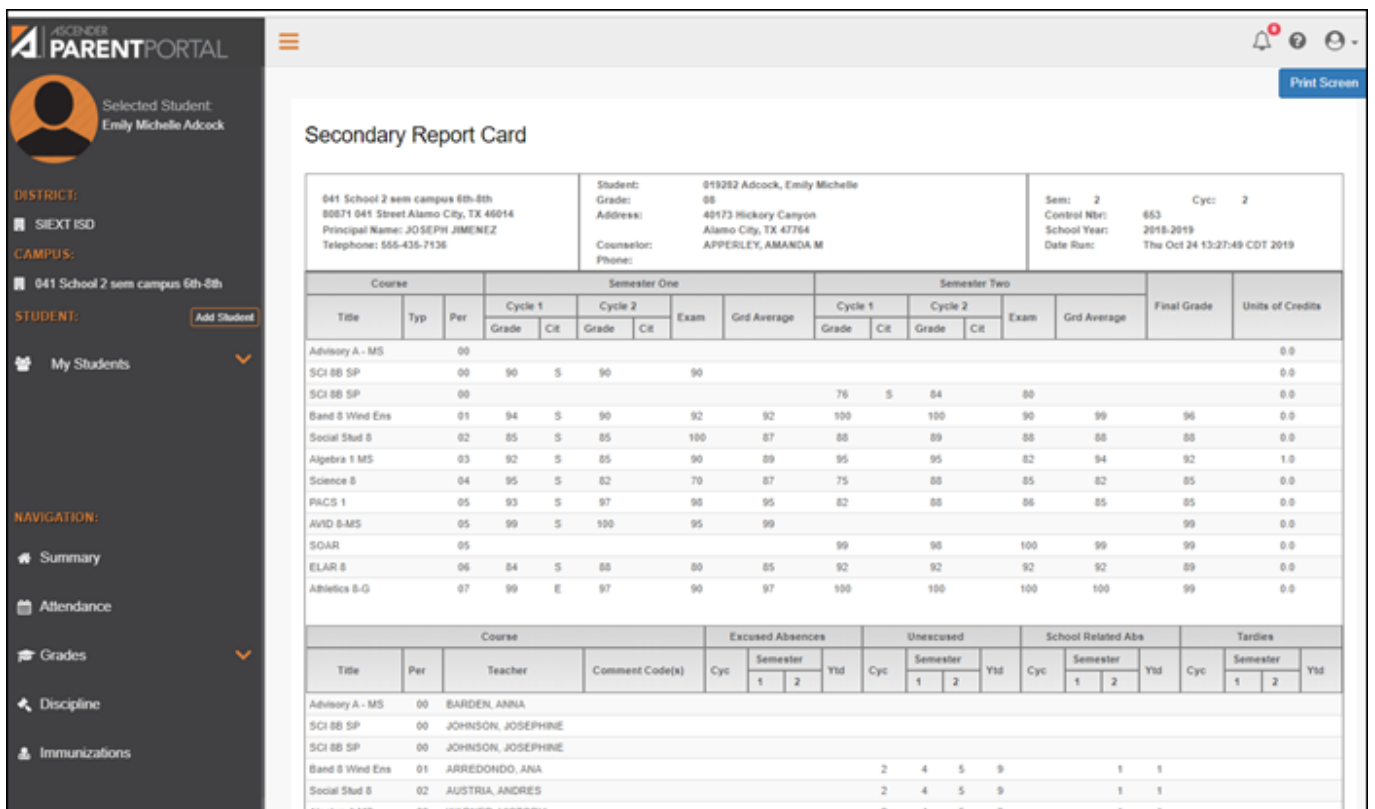 ASCENDER
PARENTPORTAL
Selected Student:
Emily Michelle Adcock
DISTRICT:
SIEXT ISD
CAMPUS:
041 School 2 sem campus 6th-8th
STUDENT: Add Student
My Students
NAVIGATION:
Summary
Attendance
Grades
Discipline
Immunizations
Print Screen
Secondary Report Card
041 School 2 sem campus 6th-8th
80871 041 Street Alamo City, TX 46014
Principal Name: JOSEPH JIMENEZ
Telephone: 555-435-7136
Student: 019282 Adcock, Emily Michelle
Grade: 08
Address: 40173 Hickory Canyon
Alamo City, TX 47764
Counselor: APPERLEY, AMANDA M
Phone:
Sem: 2 Cyc: 2
Control Nbr: 653
School Year: 2018-2019
Date Run: Thu Oct 24 13:27:49 CDT 2019
Course Semester One Semester Two Final Grade Units of Credits
Title Typ Per Cycle 1 Cycle 2 Exam Grd Average Cycle 1 Cycle 2 Exam Grd Average
Grade Cit Grade Cit Grade Cit Grade Cit
Advisory A - MS 00 0.0
SCI 8B SP 00 90 S 90 90 0.0
SCI 8B SP 00 76 S 84 80 0.0
Band 8 Wind Ens 01 94 S 90 92 92 100 100 90 99 96 0.0
Social Stud 8 02 85 S 85 100 87 88 89 88 88 88 0.0
Algebra 1 MS 03 92 S 85 90 89 95 95 82 94 92 1.0
Science 8 04 95 S 82 70 87 75 88 85 82 85 0.0
PACS 1 05 93 S 97 98 95 82 88 86 85 85 0.0
AVID 8-MS 05 99 S 100 95 99 99 0.0
SOAR 05 99 98 100 99 99 0.0
ELAR 8 06 84 S 88 80 85 92 92 92 92 89 0.0
Athletics 8-G 07 99 E 97 90 97 100 100 100 100 99 0.0
Course Excused Absences Unexcused School Related Abs Tardies
Title Per Teacher Comment Code(s) Cyc Semester Ytd Cyc Semester Ytd Cyc Semester Ytd Cyc Semester Ytd
1 2 1 2 1 2 1 2
Advisory A - MS 00 BARDEN, ANNA
SCI 8B SP 00 JOHNSON, JOSEPHINE
SCI 8B SP 00 JOHNSON, JOSEPHINE
Band 8 Wind Ens 01 ARREDONDO, ANA 2 4 5 9 1 1
Social Stud 8 02 AUSTRIA, ANDRES 2 4 5 9 1 1